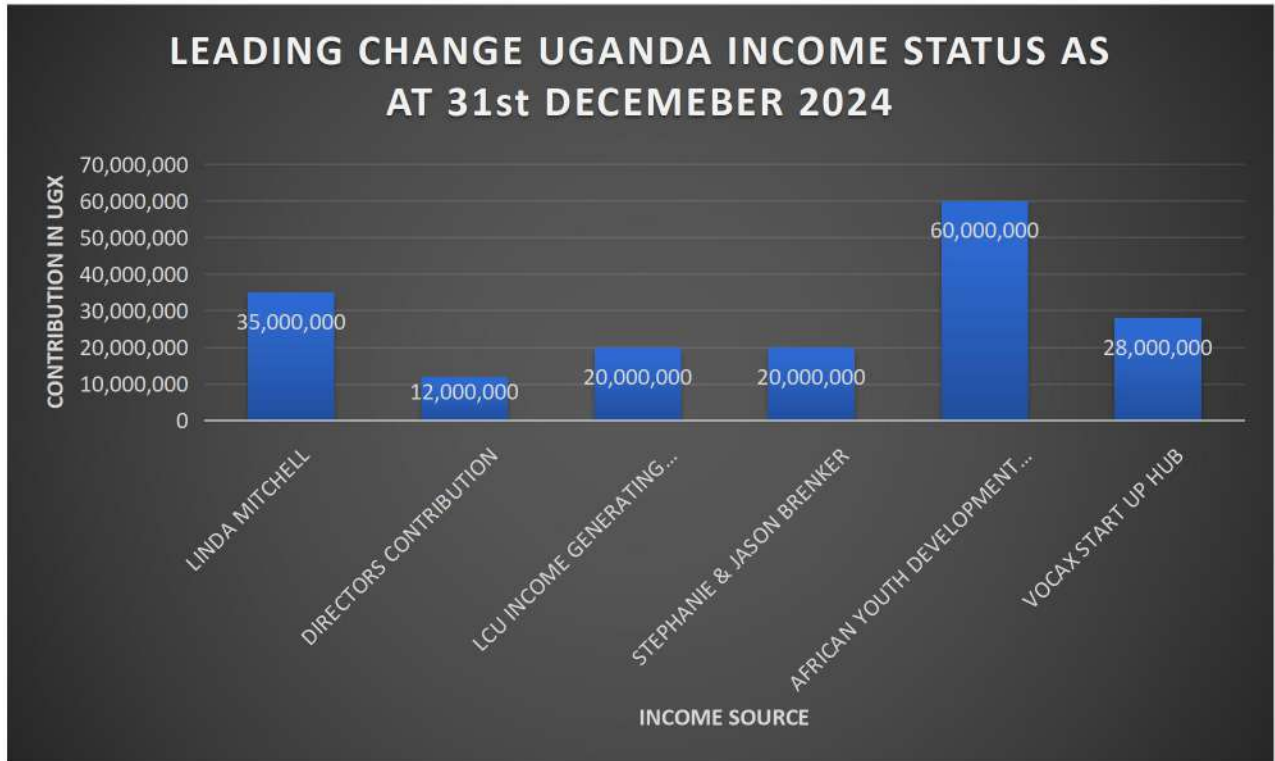 LEADING CHANGE UGANDA INCOME STATUS AS
AT 31st DECEMEBER 2024
CONTRIBUTION IN UGX
70,000,000
60,000,000
50,000,000
40,000,000
30,000,000
20,000,000
10,000,000
0
35,000,000
12,000,000
20,000,000
20,000,000
60,000,000
28,000,000
LINDA MITCHELL
DIRECTORS CONTRIBUTION
LCU INCOME GENERATING...
STEPHANIE & JASON BRENKER
AFRICAN YOUTH DEVELOPMENT...
VOCAX START UP HUB
INCOME SOURCE